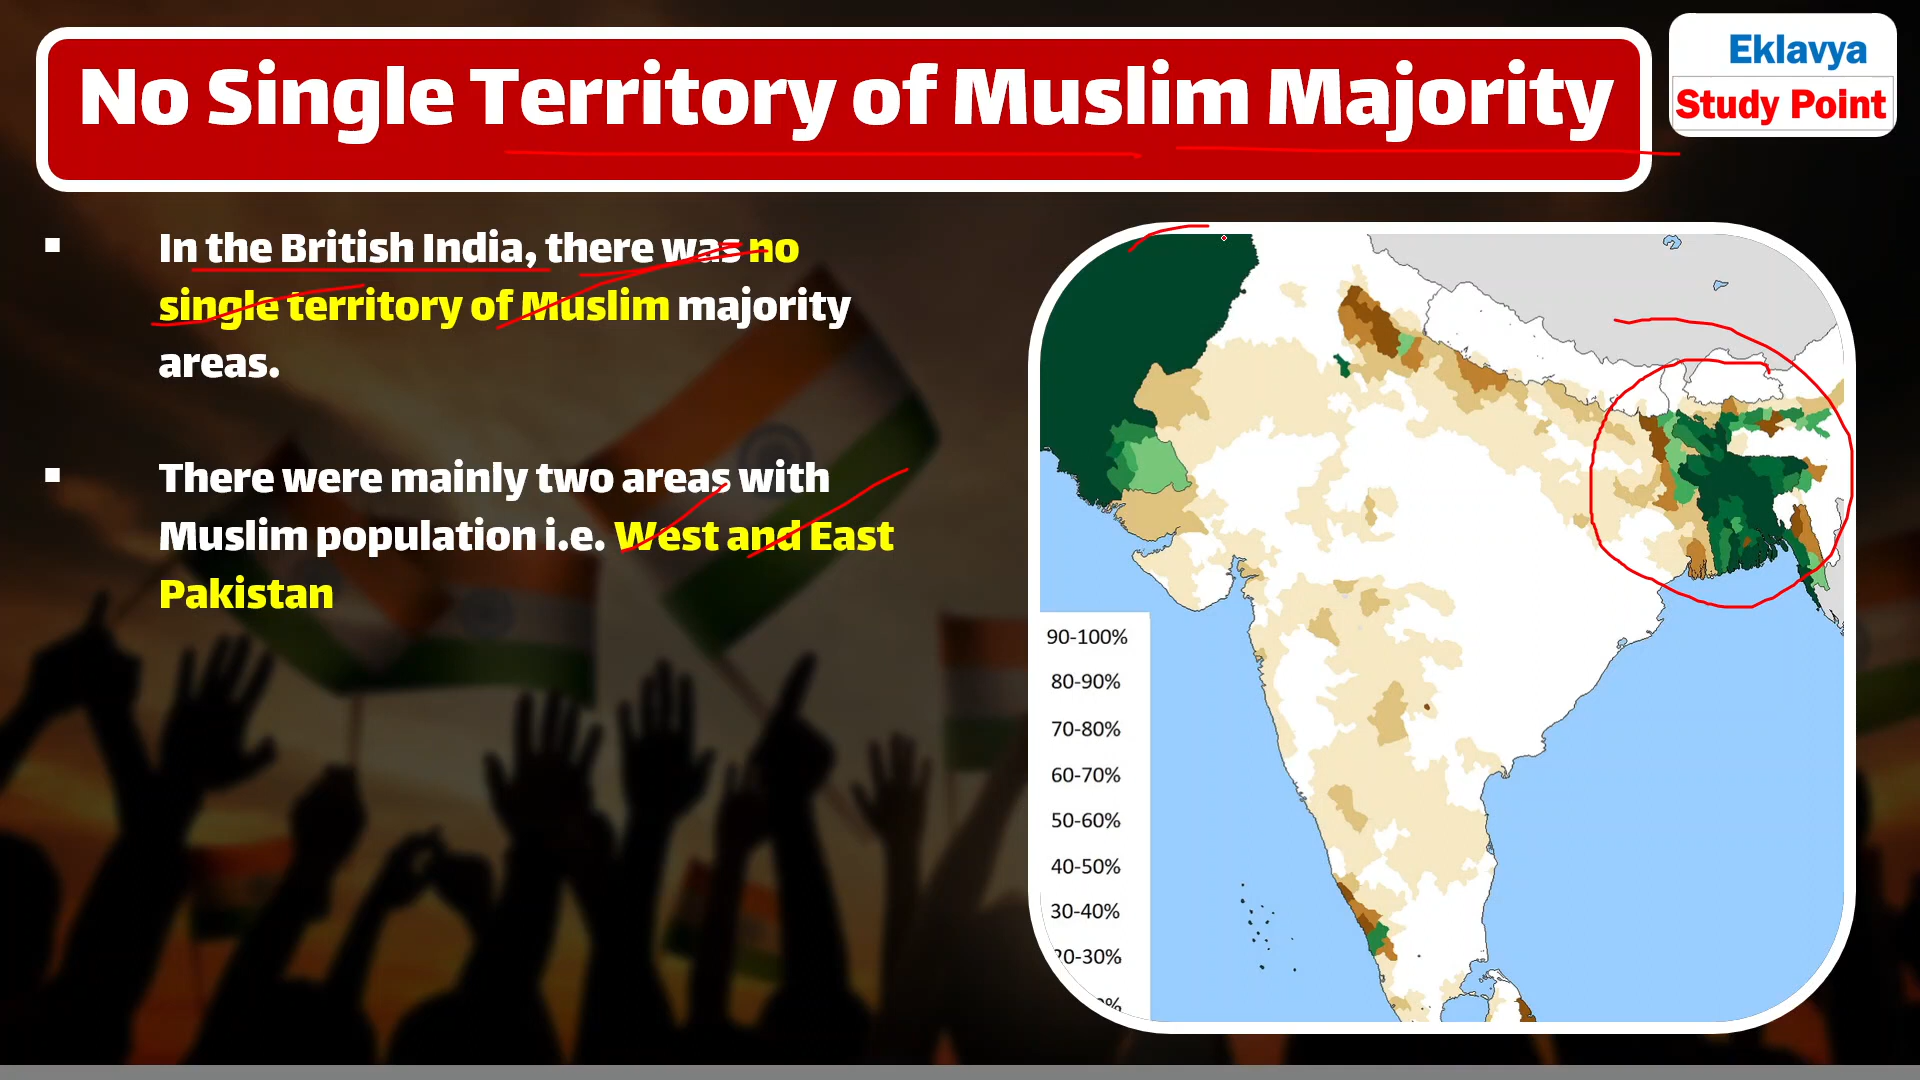 No Single Territory of Muslim Majority
Eklavya
Study Point
In the British India, there was no
single territory of Muslim majority
areas.
There were mainly two areas with
Muslim population i.e. West and East
Pakistan
90-100%
80-90%
70-80%
60-70%
50-60%
40-50%
30-40%
20-30%